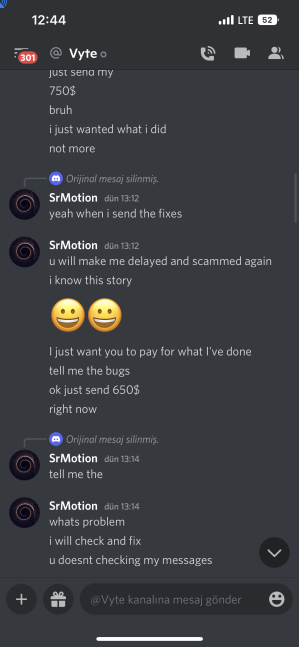 12:44
LTE 52
301
@ Vyte
just send my
750$
bruh
i just wanted what i did
not more
Orijinal mesaj silinmiş.
SrMotion dün 13:12
yeah when i send the fixes
SrMotion dün 13:12
u will make me delayed and scammed again
i know this story
I just want you to pay for what I've done
tell me the bugs
ok just send 650$
right now
Orijinal mesaj silinmiş.
SrMotion dün 13:14
tell me the
SrMotion dün 13:14
whats problem
i will check and fix
u doesnt checking my messages
@Vyte kanalına mesaj gönder